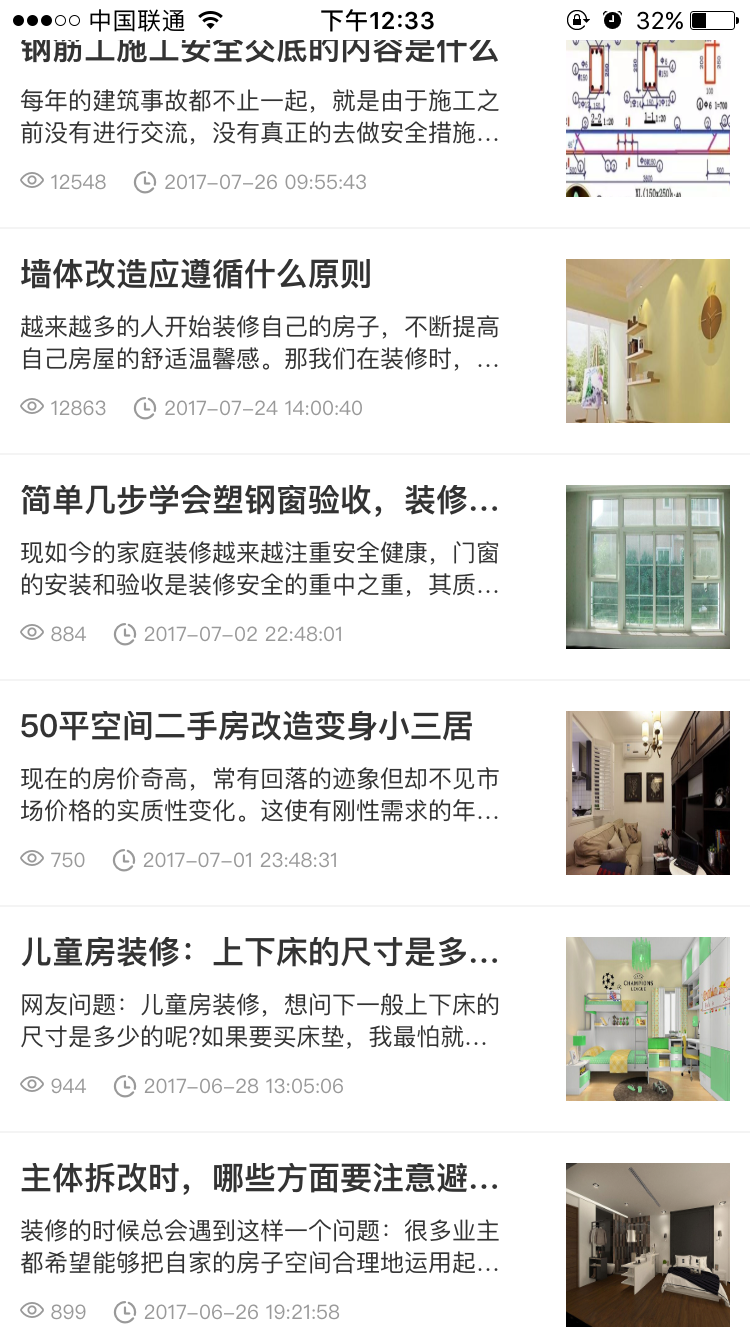 中国联通 下午12:33 32%
钢筋工施工安全交底的内容是什么
每年的建筑事故都不止一起，就是由于施工之
前没有进行交流，没有真正的去做安全措施...
12548 2017-07-26 09:55:43
墙体改造应遵循什么原则
越来越多的人开始装修自己的房子，不断提高
自己房屋的舒适温馨感。那我们在装修时，...
12863 2017-07-24 14:00:40
简单几步学会塑钢窗验收，装修...
现如今的家庭装修越来越注重安全健康，门窗
的安装和验收是装修安全的重中之重，其质...
884 2017-07-02 22:48:01
50平空间二手房改造变身小三居
现在的房价奇高，常有回落的迹象但却不见市
场价格的实质性变化。这使有刚性需求的年...
750 2017-07-01 23:48:31
儿童房装修：上下床的尺寸是多...
网友问题：儿童房装修，想问下一般上下床的
尺寸是多少的呢?如果要买床垫，我最怕就...
CHAMPIONS
944 2017-06-28 13:05:06
主体拆改时，哪些方面要注意避...
装修的时候总会遇到这样一个问题：很多业主
都希望能够把自家的房子空间合理地运用起...
899 2017-06-26 19:21:58